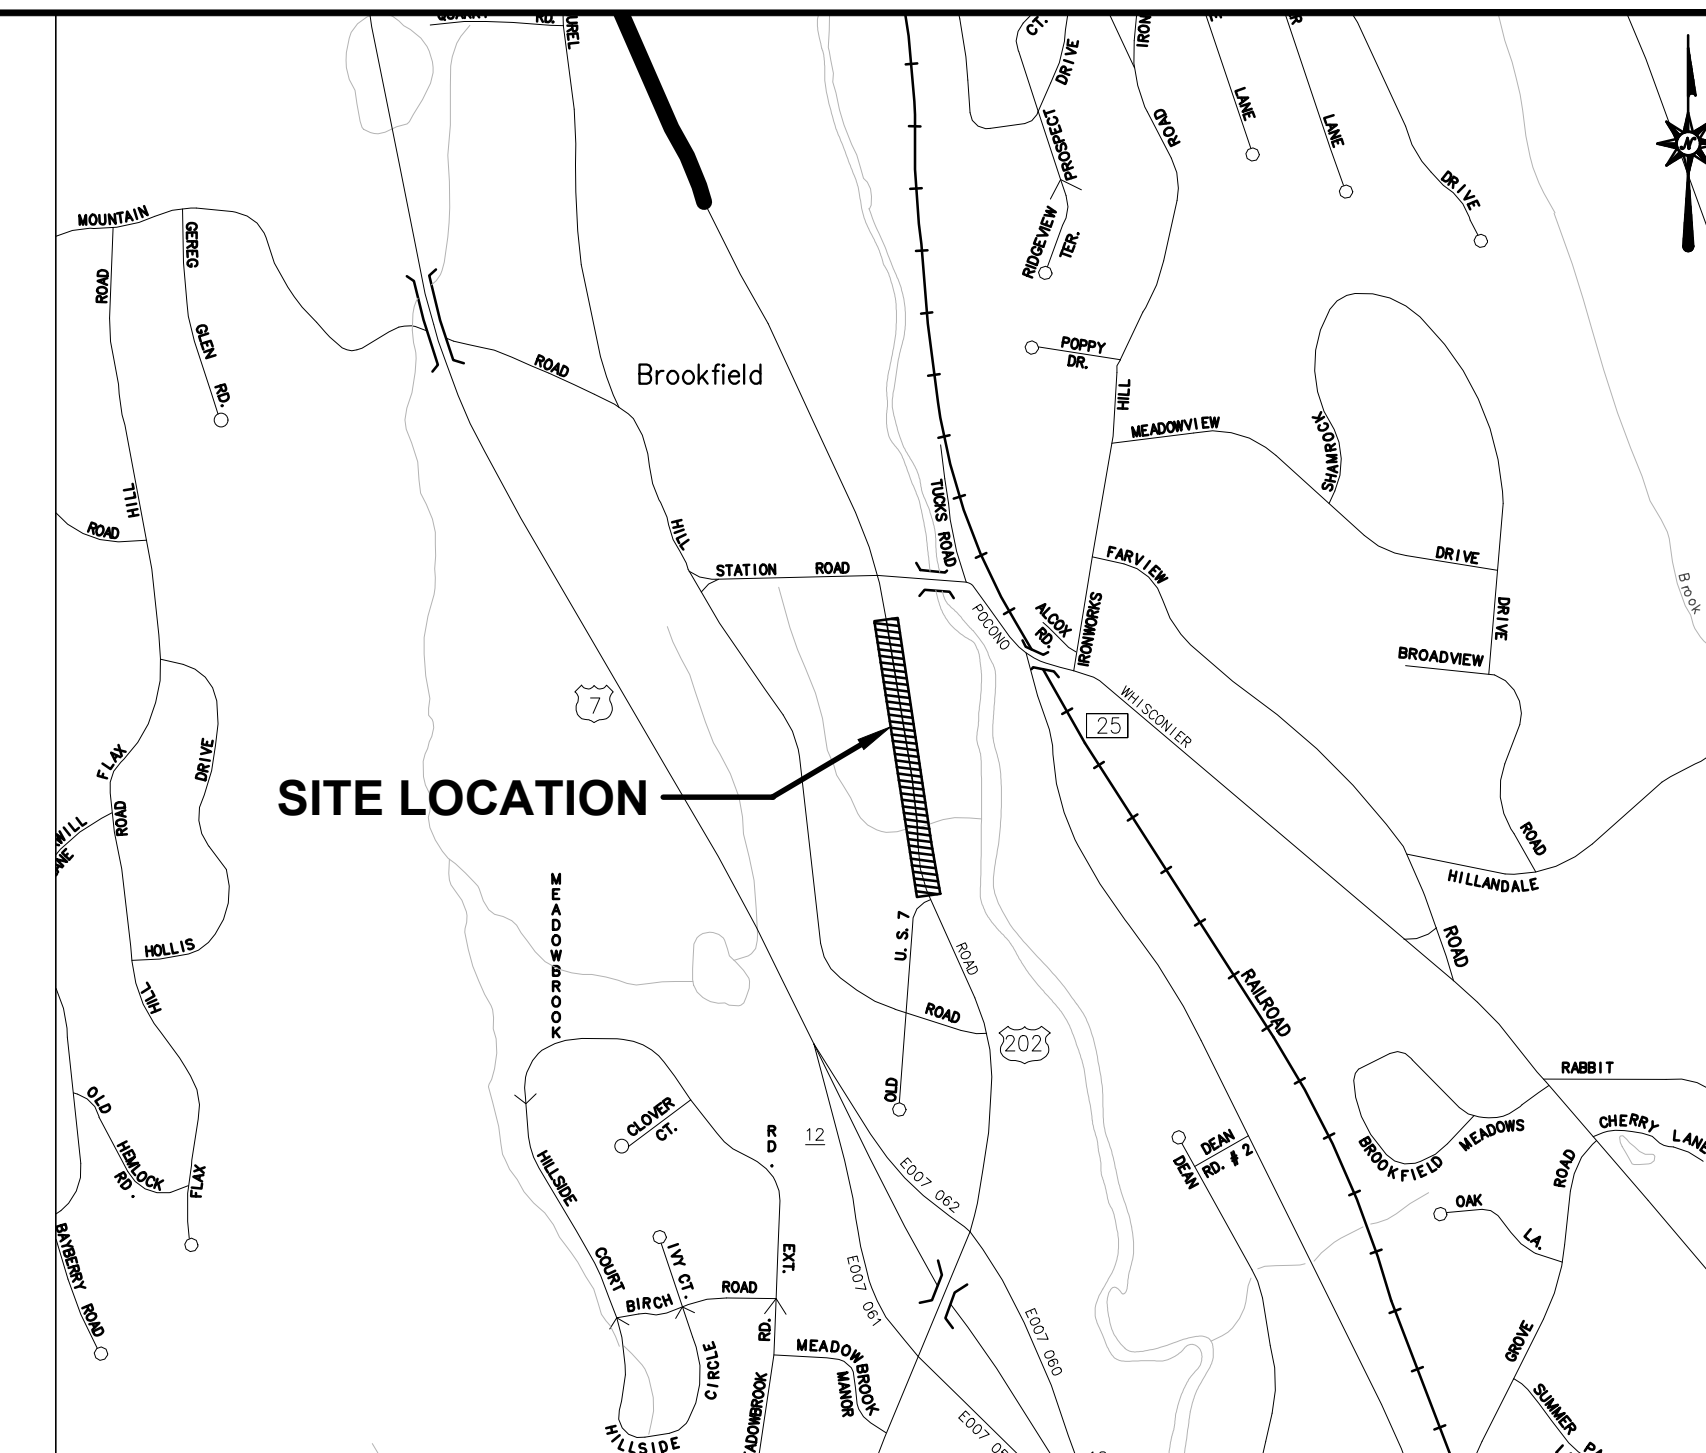 RD.
CT.
DRIVE
ROAD
LANE
LANE
DRIVE
PROSPECT
RIDGEVIEW
TER.
N
MOUNTAIN
ROAD
GEREG
GLEN
RD.
ROAD
Brookfield
POPPY
DR.
HILL
MEADOWVIEW
SHAMROCK
DRIVE
DRIVE
HILL
ROAD
HILL
STATION ROAD
TUCKS ROAD
POCONO
ALCOX
RD.
IRONWORKS
FARVIEW
BROADVIEW
Brook
7
25
WHISCONIER
FLAX
ROAD
DRIVE
SITE LOCATION
ROAD
HILLANDALE
ROAD
HOLLIS
HILL
MEADOWBROOK
U. S. 7
OLD
ROAD
ROAD
202
RAILROAD
OLD
HEMLOCK
RD.
FLAX
BAYBERRY ROAD
CLOVER
CT.
RD.
EXT.
12
HILLSIDE
COURT
IVY CT.
BIRCH ROAD
RD.
CIRCLE
HILLSIDE
MEADOWBROOK
MANOR
E007 062
E007 061
E007 060
DEAN
DEAN
RD. #2
BROOKFIELD
MEADOWS
RABBIT
CHERRY LANE
ROAD
OAK
LA.
GROVE
SUMMER